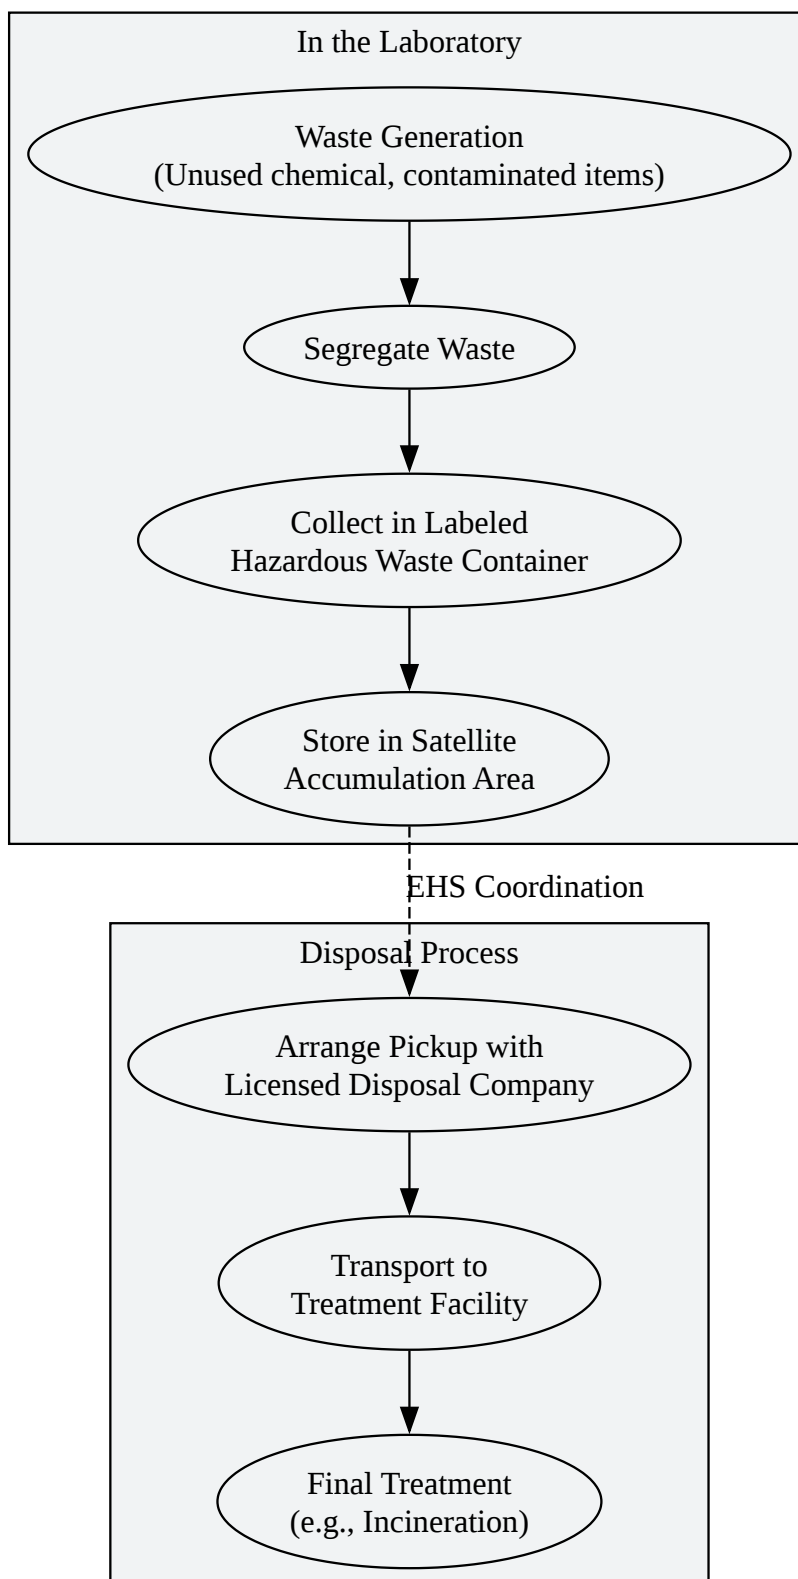 In the Laboratory
Waste Generation
(Unused chemical, contaminated items)
Segregate Waste
Collect in Labeled
Hazardous Waste Container
Store in Satellite
Accumulation Area
EHS Coordination
Disposal Process
Arrange Pickup with
Licensed Disposal Company
Transport to
Treatment Facility
Final Treatment
(e.g., Incineration)